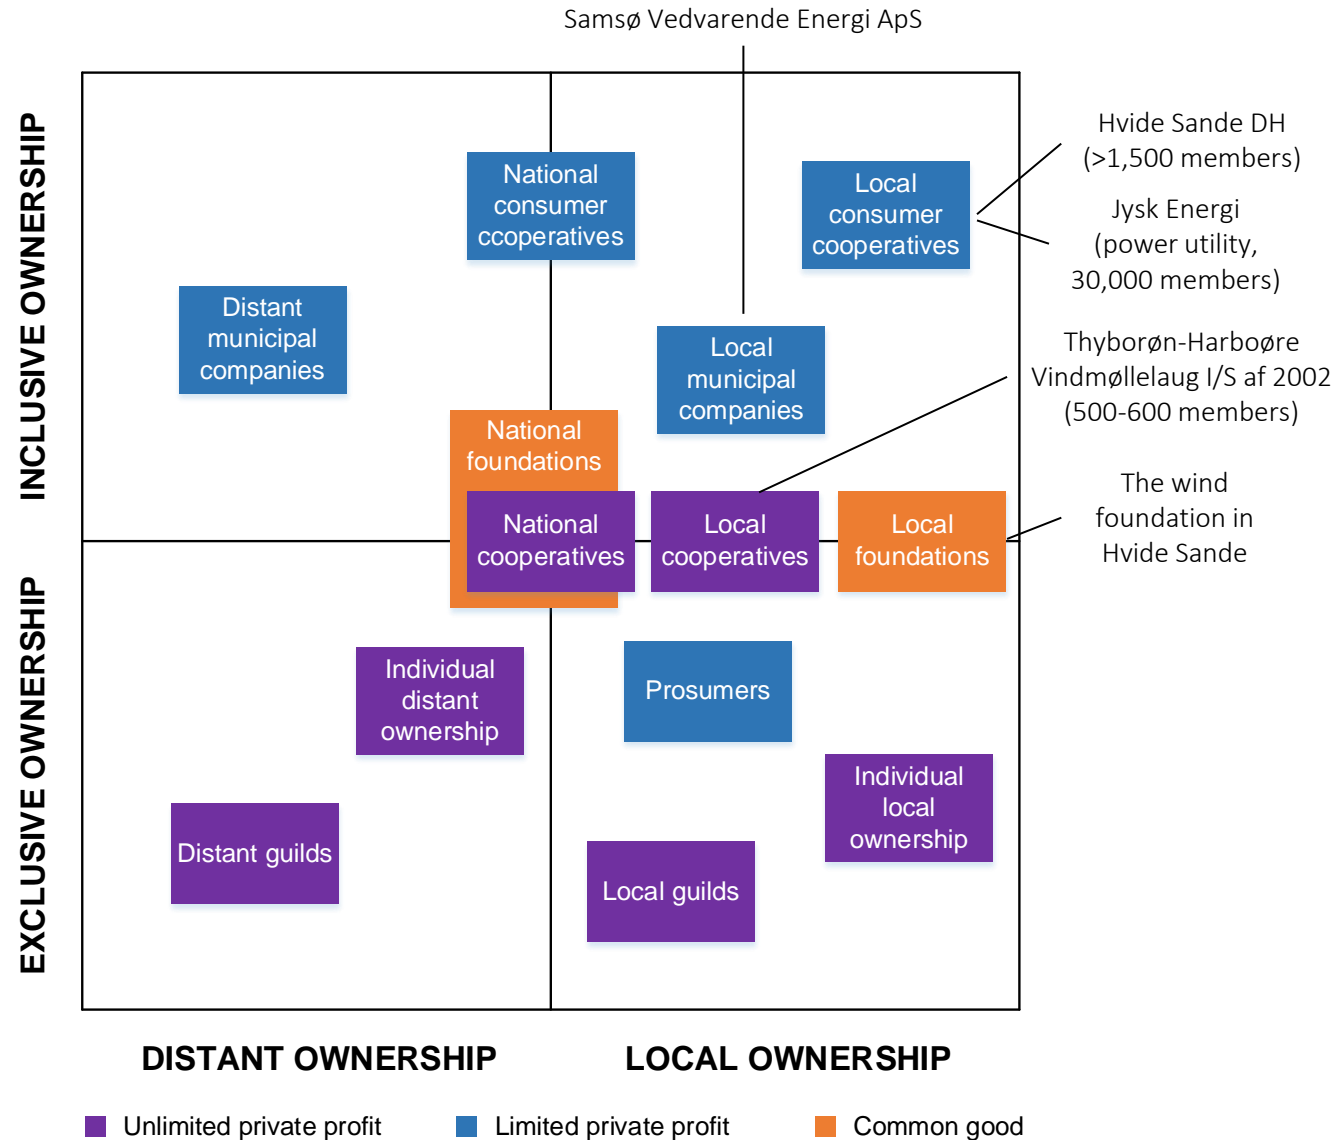 Samsø Vedvarende Energi ApS
INCLUSIVE OWNERSHIP
EXCLUSIVE OWNERSHIP
National
consumer
ccoperatives
Local
consumer
cooperatives
Hvide Sande DH
(>1,500 members)
Jysk Energi
(power utility,
30,000 members)
Distant
municipal
companies
Local
municipal
companies
Thyborøn-Harboøre
Vindmøllelaug I/S af 2002
(500-600 members)
National
foundations
National
cooperatives
Local
cooperatives
Local
foundations
The wind
foundation in
Hvide Sande
Individual
distant
ownership
Prosumers
Individual
local
ownership
Distant guilds
Local guilds
DISTANT OWNERSHIP
LOCAL OWNERSHIP
Unlimited private profit
Limited private profit
Common good